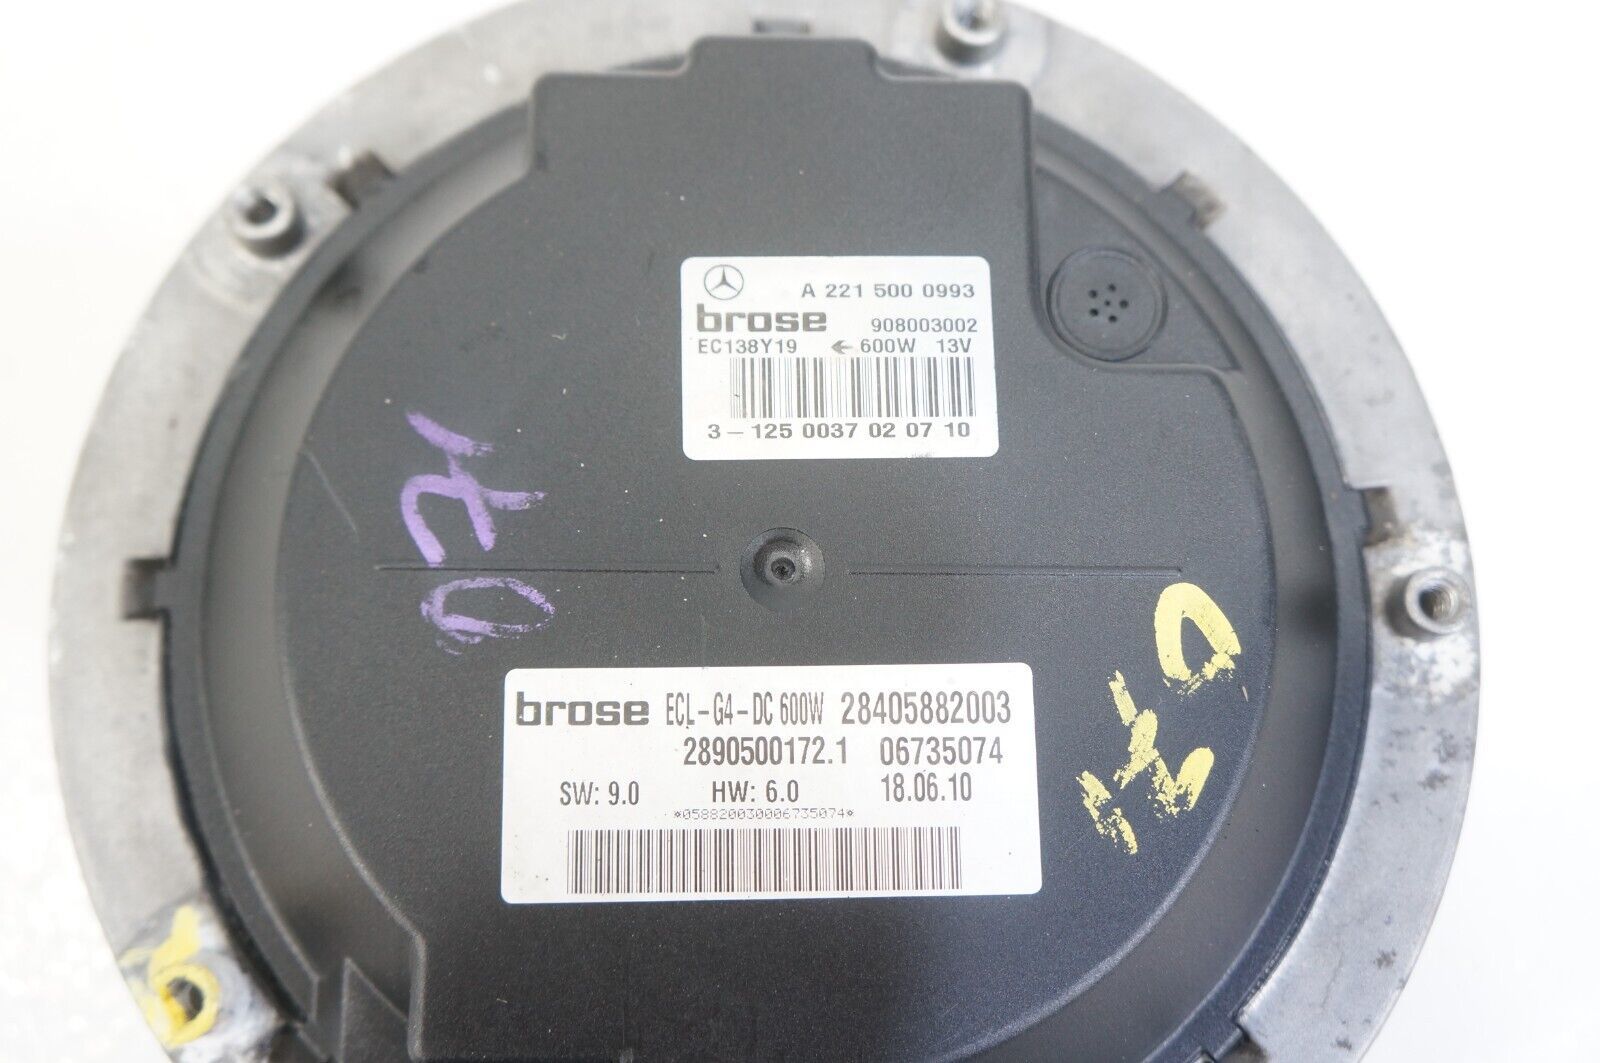 A 221 500 0993
brose 908003002
EC138Y19 ← 600W 13V
3 - 125 0037 02 07 10
brose ECL-G4-DC 600W 28405882003
2890500172.1 06735074
SW: 9.0 HW: 6.0 18.06.10
*058820030006735074*